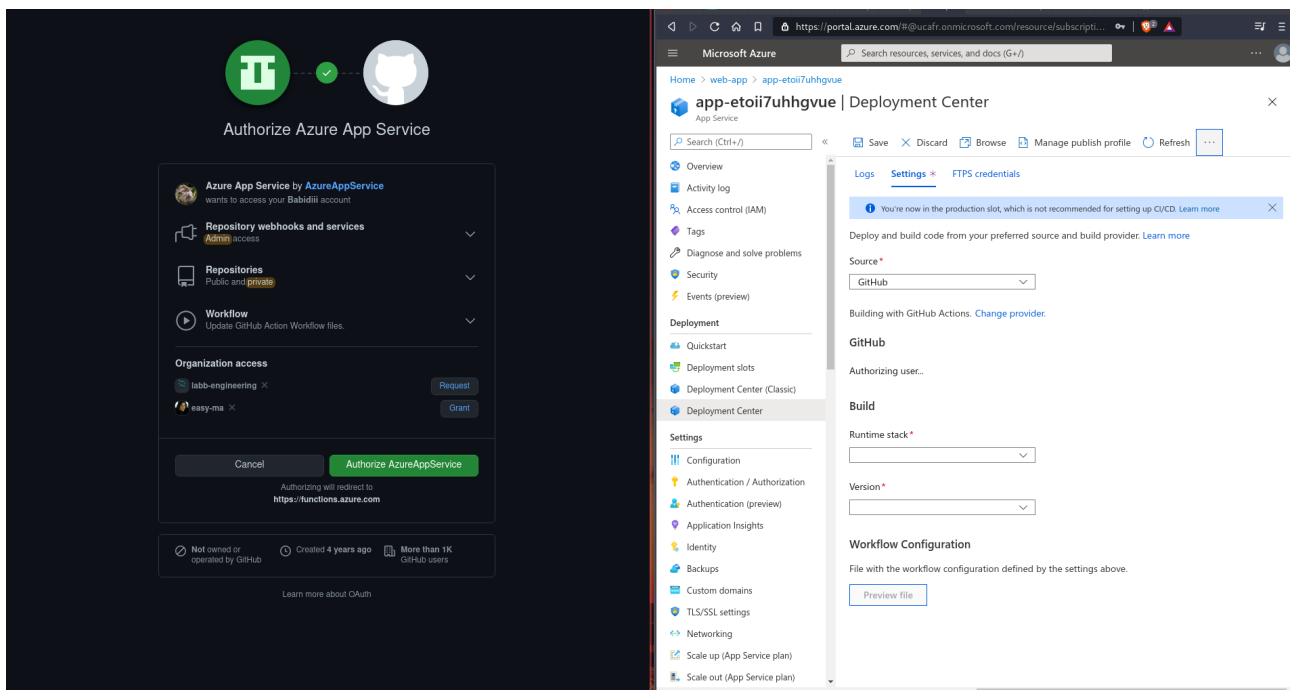 Authorize Azure App Service
Azure App Service by AzureAppService
wants to access your Babidiii account
Repository webhooks and services
Admin access
Repositories
Public and private
Workflow
Update GitHub Action Workflow files.
Organization access
labb-engineering
Request
easy-ma
Grant
Cancel
Authorize AzureAppService
Authorizing will redirect to
https://functions.azure.com
Not owned or
operated by GitHub
Created 4 years ago
More than 1K
GitHub users
Learn more about OAuth
https://portal.azure.com/#@ucafr.onmicrosoft.com/resource/subscripti...
Microsoft Azure
Search resources, services, and docs (G+/)
Home > web-app > app-etoii7uhhgvue
app-etoii7uhhgvue | Deployment Center
App Service
Search (Ctrl+/)
«
Overview
Activity log
Access control (IAM)
Tags
Diagnose and solve problems
Security
Events (preview)
Deployment
Quickstart
Deployment slots
Deployment Center (Classic)
Deployment Center
Settings
Configuration
Authentication / Authorization
Authentication (preview)
Application Insights
Identity
Backups
Custom domains
TLS/SSL settings
Networking
Scale up (App Service plan)
Scale out (App Service plan)
Save
Discard
Browse
Manage publish profile
Refresh
...
Logs
Settings *
FTPS credentials
You're now in the production slot, which is not recommended for setting up CI/CD. Learn more
Deploy and build code from your preferred source and build provider. Learn more
Source *
GitHub
Building with GitHub Actions. Change provider.
GitHub
Authorizing user...
Build
Runtime stack *
Version *
Workflow Configuration
File with the workflow configuration defined by the settings above.
Preview file